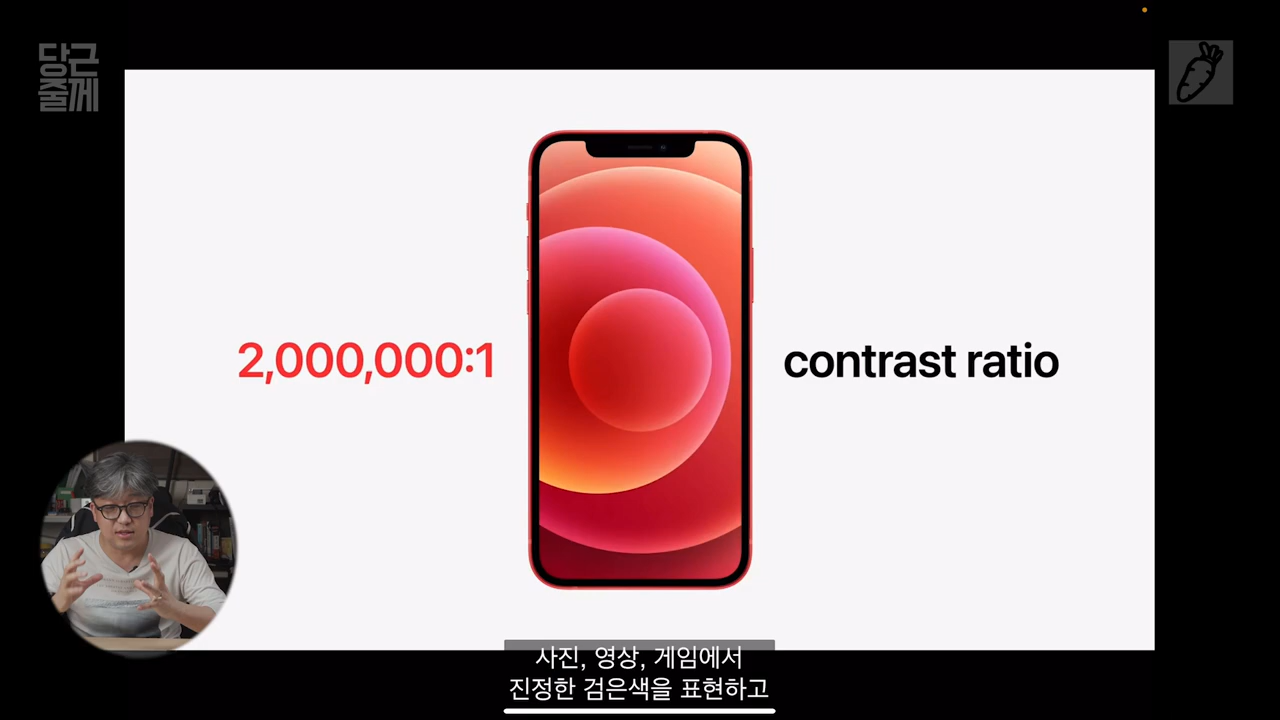 당근
줄께
2,000,000:1
contrast ratio
사진, 영상, 게임에서
진정한 검은색을 표현하고